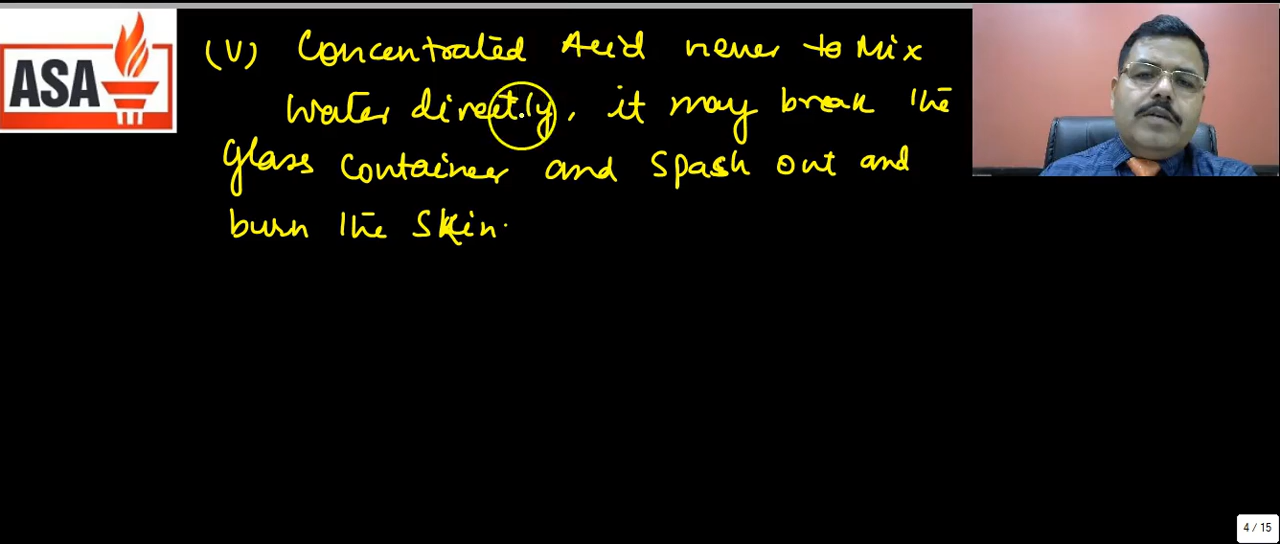 ASA
(V) Concentrated Acid never to Mix
water directly, it may break the
glass container and spash out and
burn the skin.
4 / 15